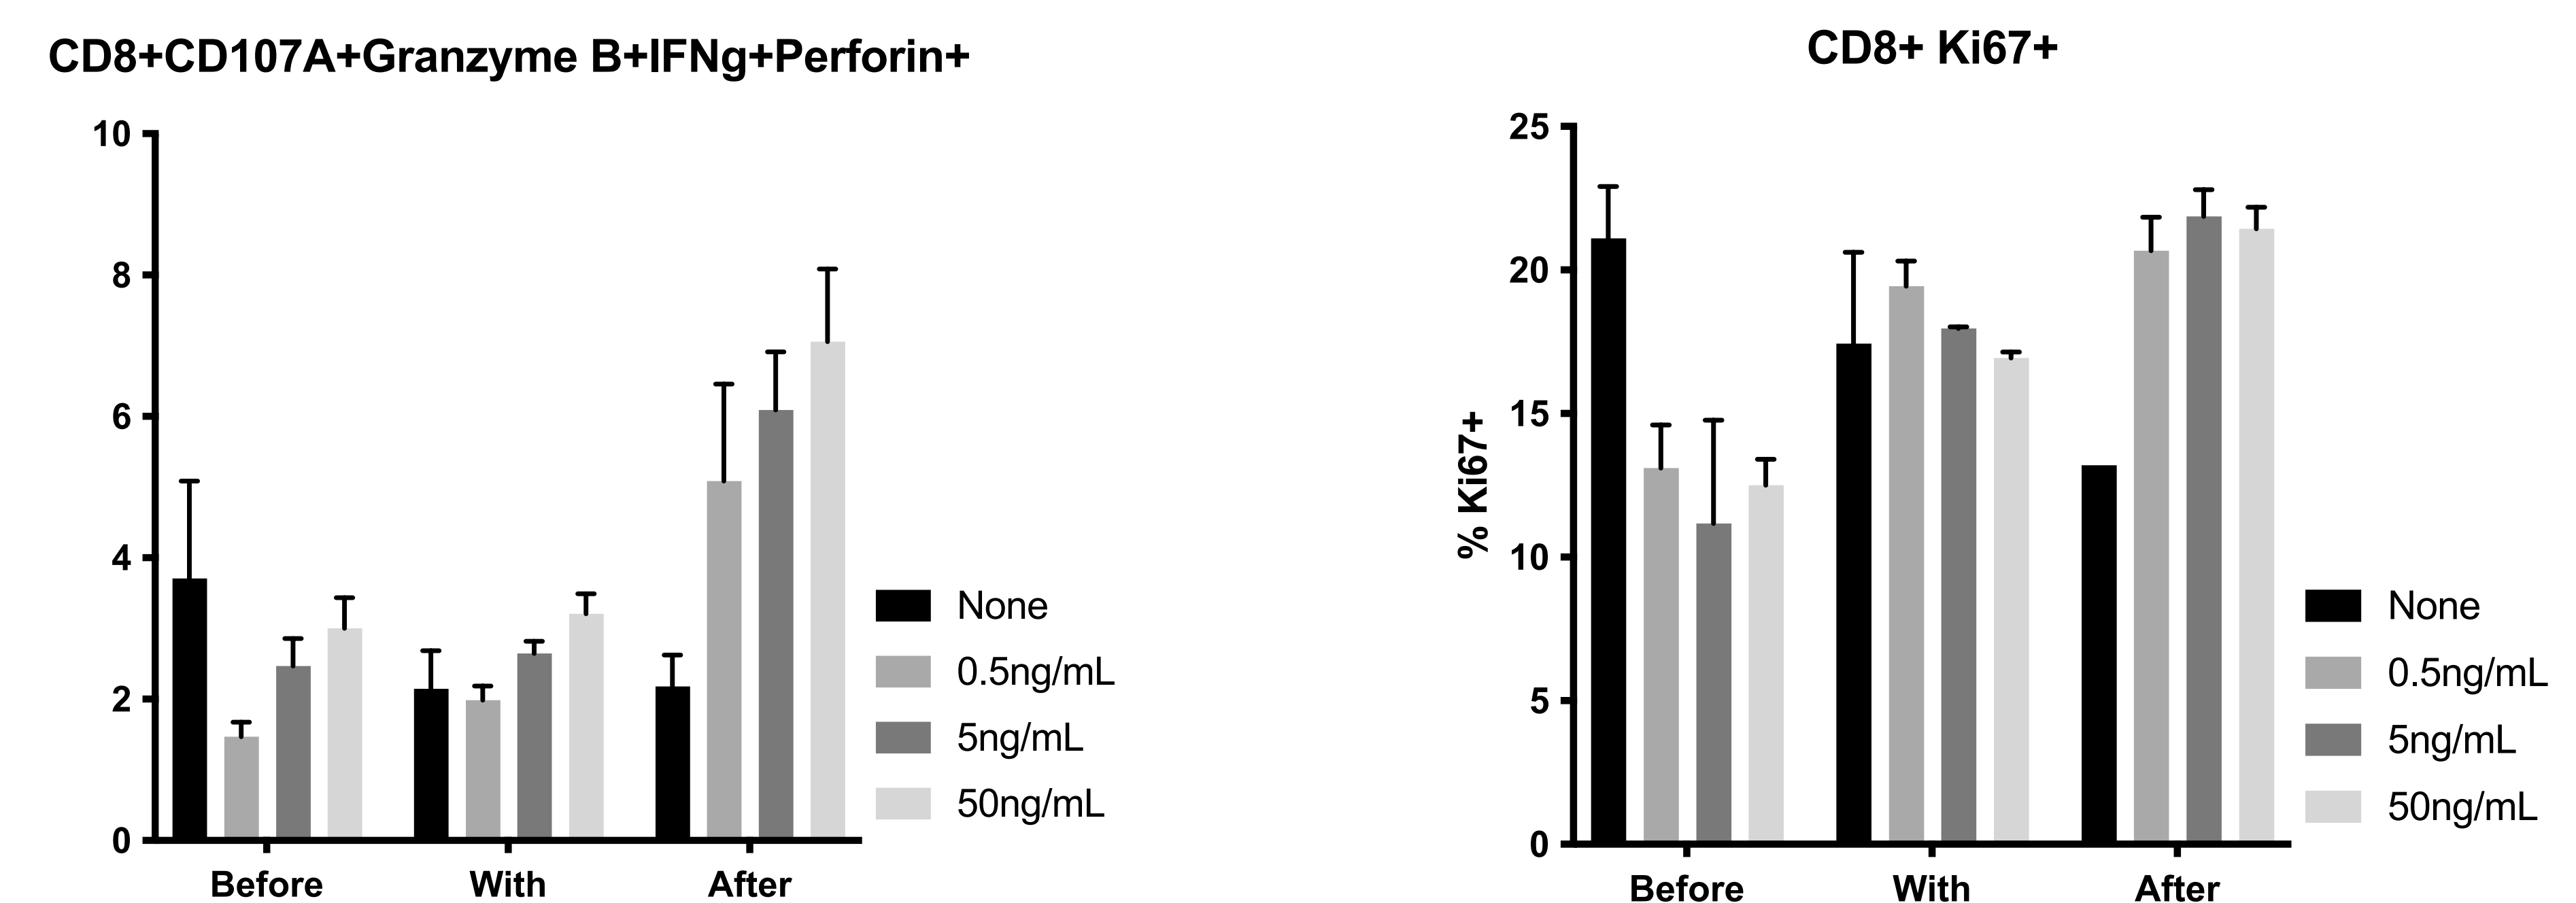 CD8+CD107A+Granzyme B+IFNg+Perforin+
10
8
6
4
2
0
Before With After
None
0.5ng/mL
5ng/mL
50ng/mL
CD8+ Ki67+
% Ki67+
25
20
15
10
5
0
Before With After
None
0.5ng/mL
5ng/mL
50ng/mL